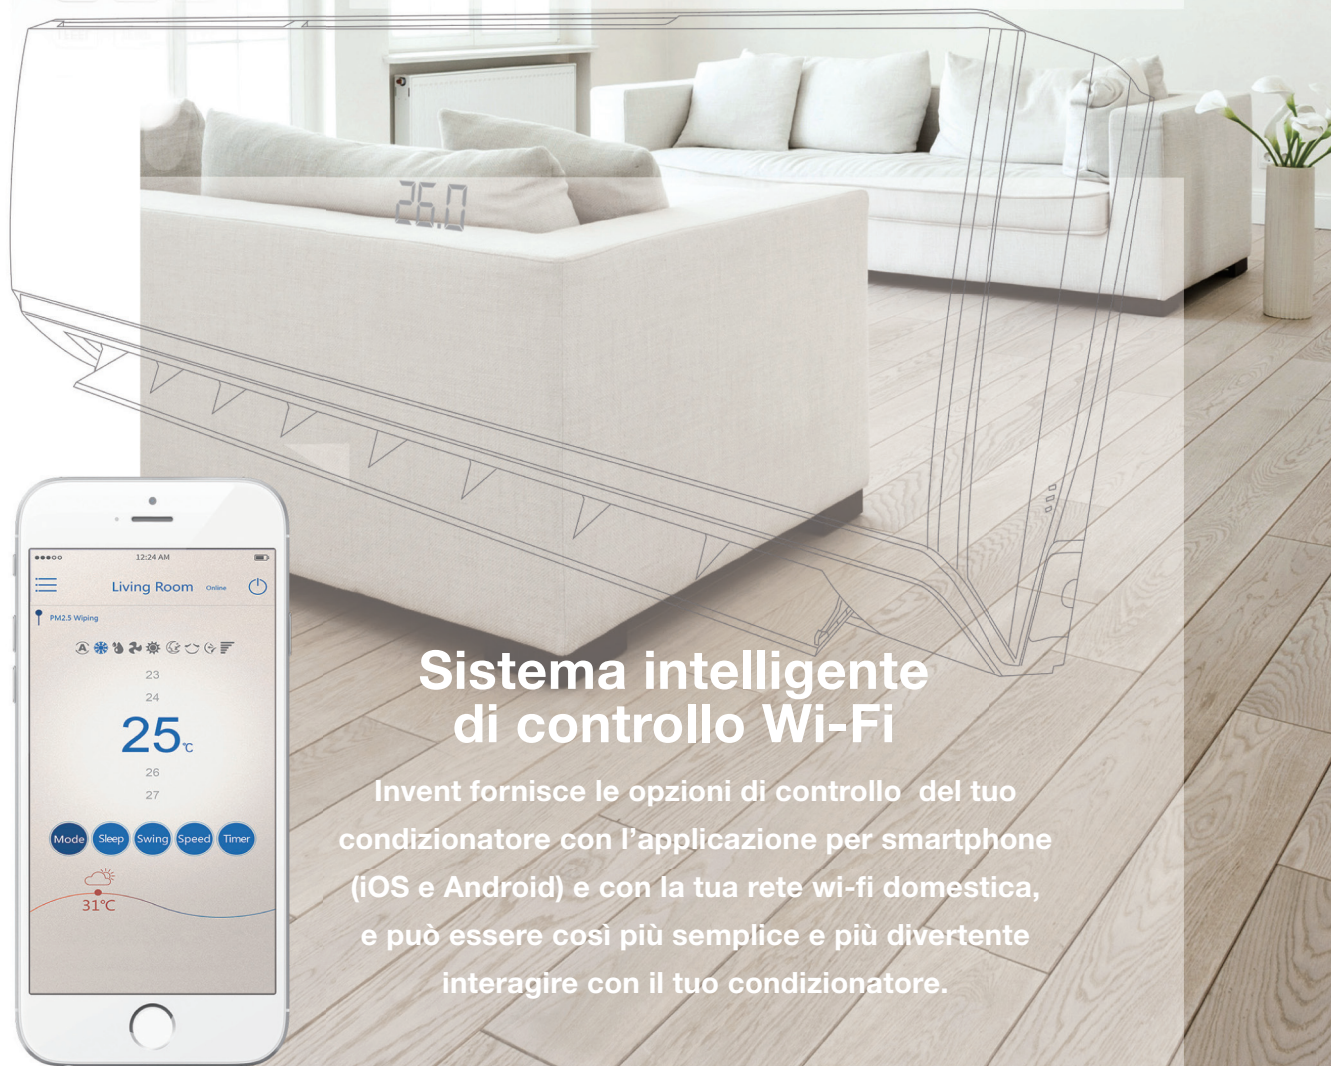 26.0
12:24 AM
Living Room Online
PM2.5 Wiping
A
23
24
25°C
26
27
Mode Sleep Swing Speed Timer
31°C
Sistema intelligente
di controllo Wi-Fi
Invent fornisce le opzioni di controllo del tuo
condizionatore con l'applicazione per smartphone
(iOS e Android) e con la tua rete wi-fi domestica,
e può essere così più semplice e più divertente
interagire con il tuo condizionatore.